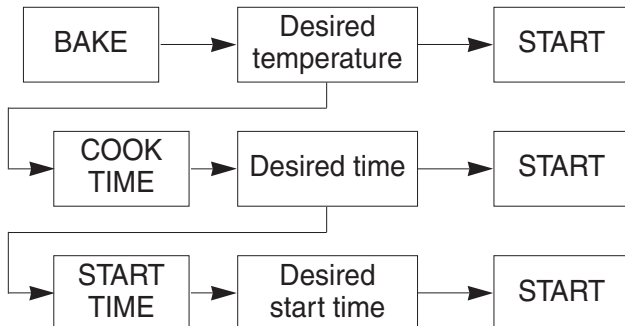 BAKE
Desired
temperature
START
COOK
TIME
Desired time
START
START
TIME
Desired
start time
START